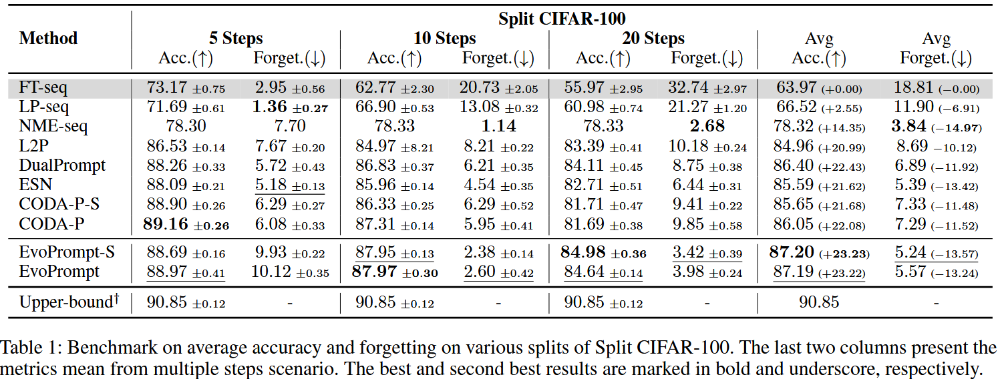 Split CIFAR-100
Method 5 Steps 10 Steps 20 Steps Avg Avg
Acc.(↑) Forget.(↓) Acc.(↑) Forget.(↓) Acc.(↑) Forget.(↓) Acc.(↑) Forget.(↓)
FT-seq 73.17 ±0.75 2.95 ±0.56 62.77 ±2.30 20.73 ±2.05 55.97 ±2.95 32.74 ±2.97 63.97 (+0.00) 18.81 (−0.00)
LP-seq 71.69 ±0.61 1.36 ±0.27 66.90 ±0.53 13.08 ±0.32 60.98 ±0.74 21.27 ±1.20 66.52 (+2.55) 11.90 (−6.91)
NME-seq 78.30 7.70 78.33 1.14 78.33 2.68 78.32 (+14.35) 3.84 (−14.97)
L2P 86.53 ±0.14 7.67 ±0.20 84.97 ±8.21 8.21 ±0.22 83.39 ±0.41 10.18 ±0.24 84.96 (+20.99) 8.69 −10.12)
DualPrompt 88.26 ±0.33 5.72 ±0.43 86.83 ±0.37 6.21 ±0.35 84.11 ±0.45 8.75 ±0.38 86.40 (+22.43) 6.89 (−11.92)
ESN 88.09 ±0.21 5.18 ±0.13 85.96 ±0.14 4.54 ±0.35 82.71 ±0.51 6.44 ±0.31 85.59 (+21.62) 5.39 (−13.42)
CODA-P-S 88.90 ±0.26 6.29 ±0.27 86.33 ±0.25 6.29 ±0.52 81.71 ±0.47 9.41 ±0.22 85.65 (+21.68) 7.33 (−11.48)
CODA-P 89.16 ±0.26 6.08 ±0.33 87.31 ±0.14 5.95 ±0.41 81.69 ±0.38 9.85 ±0.58 86.05 (+22.08) 7.29 (−11.52)
EvoPrompt-S 88.69 ±0.16 9.93 ±0.22 87.95 ±0.13 2.38 ±0.14 84.98 ±0.36 3.42 ±0.39 87.20 (+23.23) 5.24 (−13.57)
EvoPrompt 88.97 ±0.41 10.12 ±0.35 87.97 ±0.30 2.60 ±0.42 84.64 ±0.14 3.98 ±0.24 87.19 (+23.22) 5.57 (−13.24)
Upper-bound† 90.85 ±0.12 - 90.85 ±0.12 - 90.85 ±0.12 - 90.85 -
Table 1: Benchmark on average accuracy and forgetting on various splits of Split CIFAR-100. The last two columns present the
metrics mean from multiple steps scenario. The best and second best results are marked in bold and underscore, respectively.